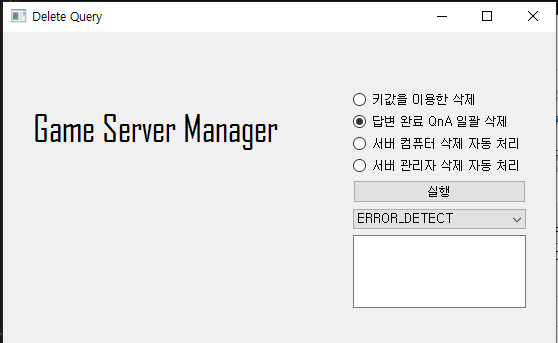 Delete Query
Game Server Manager
키값을 이용한 삭제
답변 완료 QnA 일괄 삭제
서버 컴퓨터 삭제 자동 처리
서버 관리자 삭제 자동 처리
실행
ERROR_DETECT